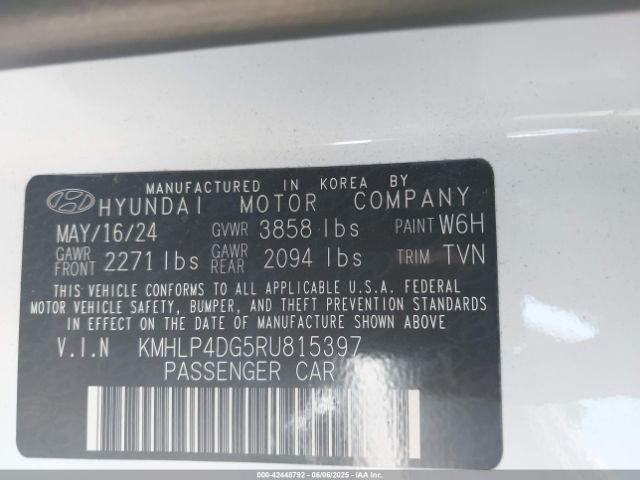 MANUFACTURED IN KOREA BY
HYUNDAI MOTOR COMPANY
MAY/16/24 GVWR 3858 lbs PAINT W6H
GAWR FRONT 2271 lbs GAWR REAR 2094 lbs TRIM TVN
THIS VEHICLE CONFORMS TO ALL APPLICABLE U.S.A. FEDERAL
MOTOR VEHICLE SAFETY, BUMPER, AND THEFT PREVENTION STANDARDS
IN EFFECT ON THE DATE OF MANUFACTURE SHOWN ABOVE
V.I.N KMHLP4DG5RU815397
PASSENGER CAR
000-42448792 - 06/06/2025 - IAA Inc.